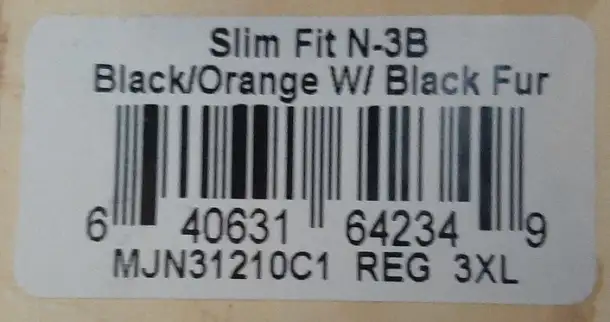 Slim Fit N-3B
Black/Orange W/ Black Fur
6 40631 64234 9
MJN31210C1 REG 3XL